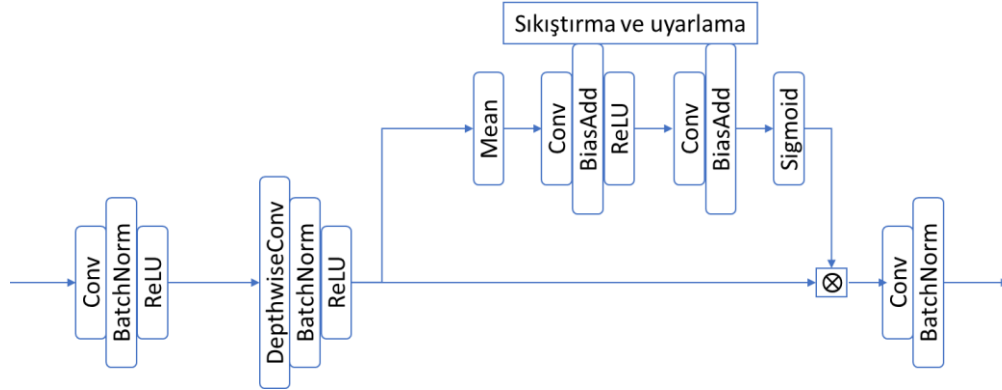 Sıkıştırma ve uyarlama
Mean
Conv
BiasAdd
ReLU
Conv
BiasAdd
Sigmoid
Conv
BatchNorm
ReLU
DepthwiseConv
BatchNorm
ReLU
⊗
Conv
BatchNorm